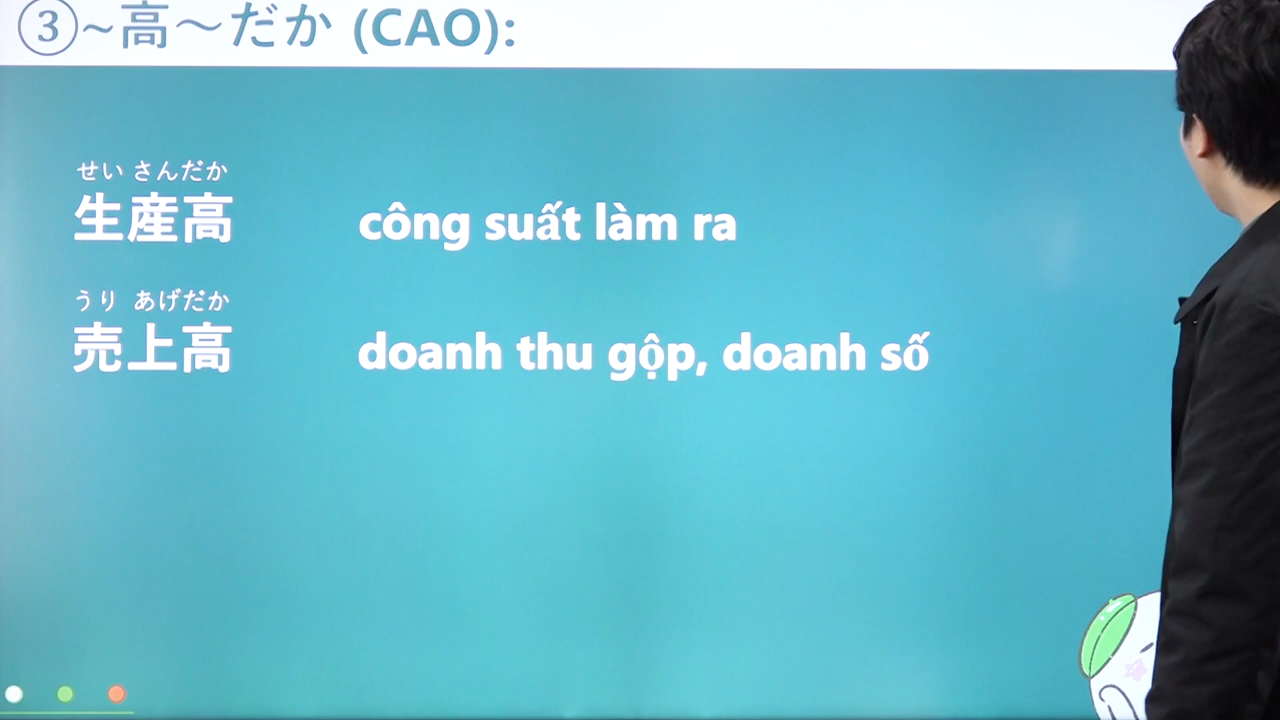 ③~高～だか (CAO):
せい さんだか
生産高 công suất làm ra
うり あげだか
売上高 doanh thu gộp, doanh số